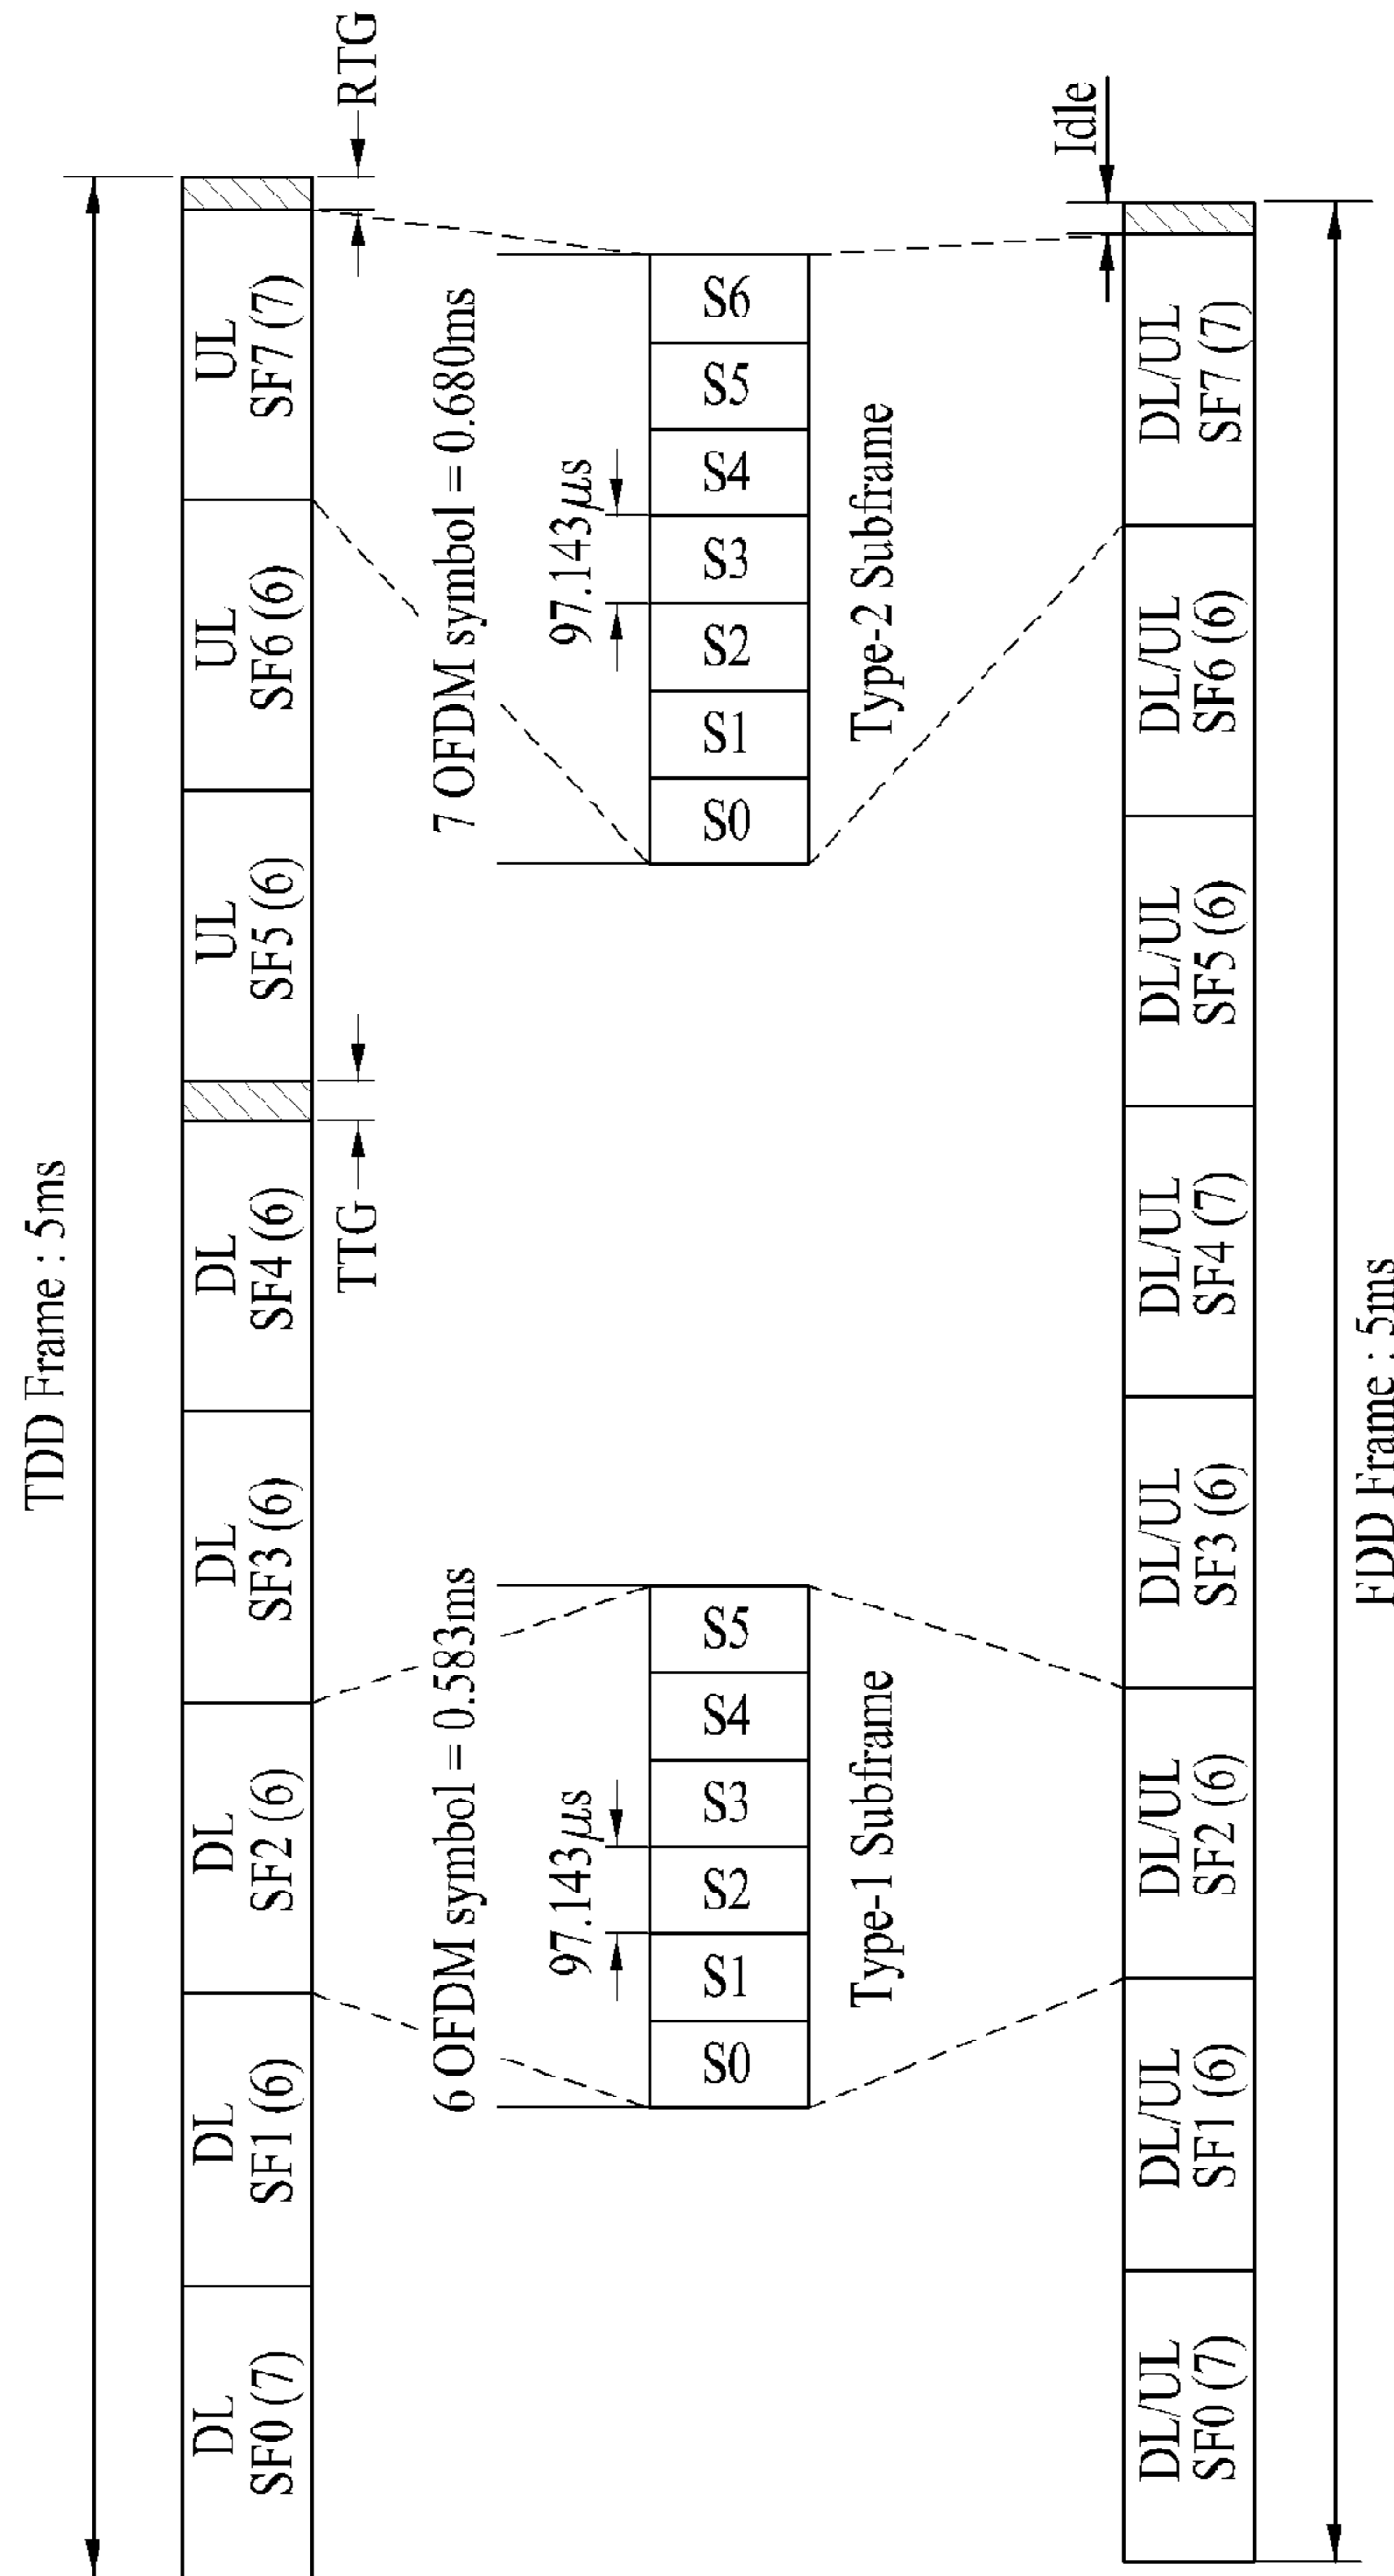 TDD Frame : 5ms
DL
SF0 (7)
DL
SF1 (6)
DL
SF2 (6)
DL
SF3 (6)
DL
SF4 (6)
UL
SF5 (6)
UL
SF6 (6)
UL
SF7 (7)
TTG
RTG
6 OFDM symbol = 0.583ms
7 OFDM symbol = 0.680ms
97.143μs
97.143μs
S0
S1
S2
S3
S4
S5
S0
S1
S2
S3
S4
S5
S6
Type-1 Subframe
Type-2 Subframe
Idle
DL/UL
SF0 (7)
DL/UL
SF1 (6)
DL/UL
SF2 (6)
DL/UL
SF3 (6)
DL/UL
SF4 (7)
DL/UL
SF5 (6)
DL/UL
SF6 (6)
DL/UL
SF7 (7)
FDD Frame : 5ms